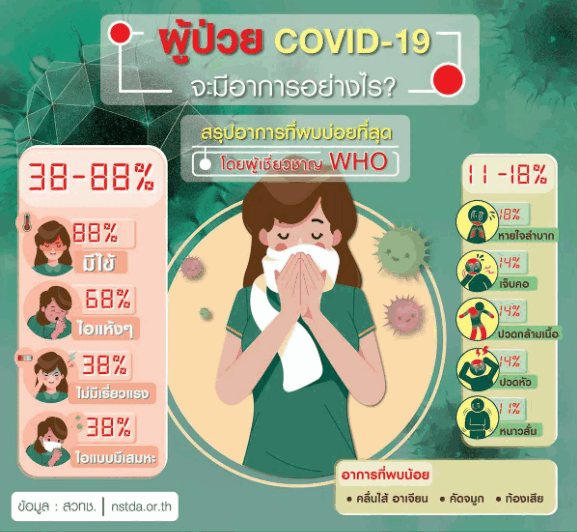 ผู้ป่วย COVID-19
จะมีอาการอย่างไร?
สรุปอาการที่พบบ่อยที่สุด
โดยผู้เชี่ยวชาญ WHO
38-88%
88%
มีไข้
68%
ไอแห้งๆ
38%
ไม่มีเรี่ยวแรง
38%
ไอแบบมีเสมหะ
11-18%
18%
หายใจลำบาก
14%
เจ็บคอ
14%
ปวดกล้ามเนื้อ
14%
ปวดหัว
11%
หนาวสั่น
อาการที่พบน้อย
• คลื่นไส้ อาเจียน • คัดจมูก • ท้องเสีย
ข้อมูล : สวทช. | nstda.or.th